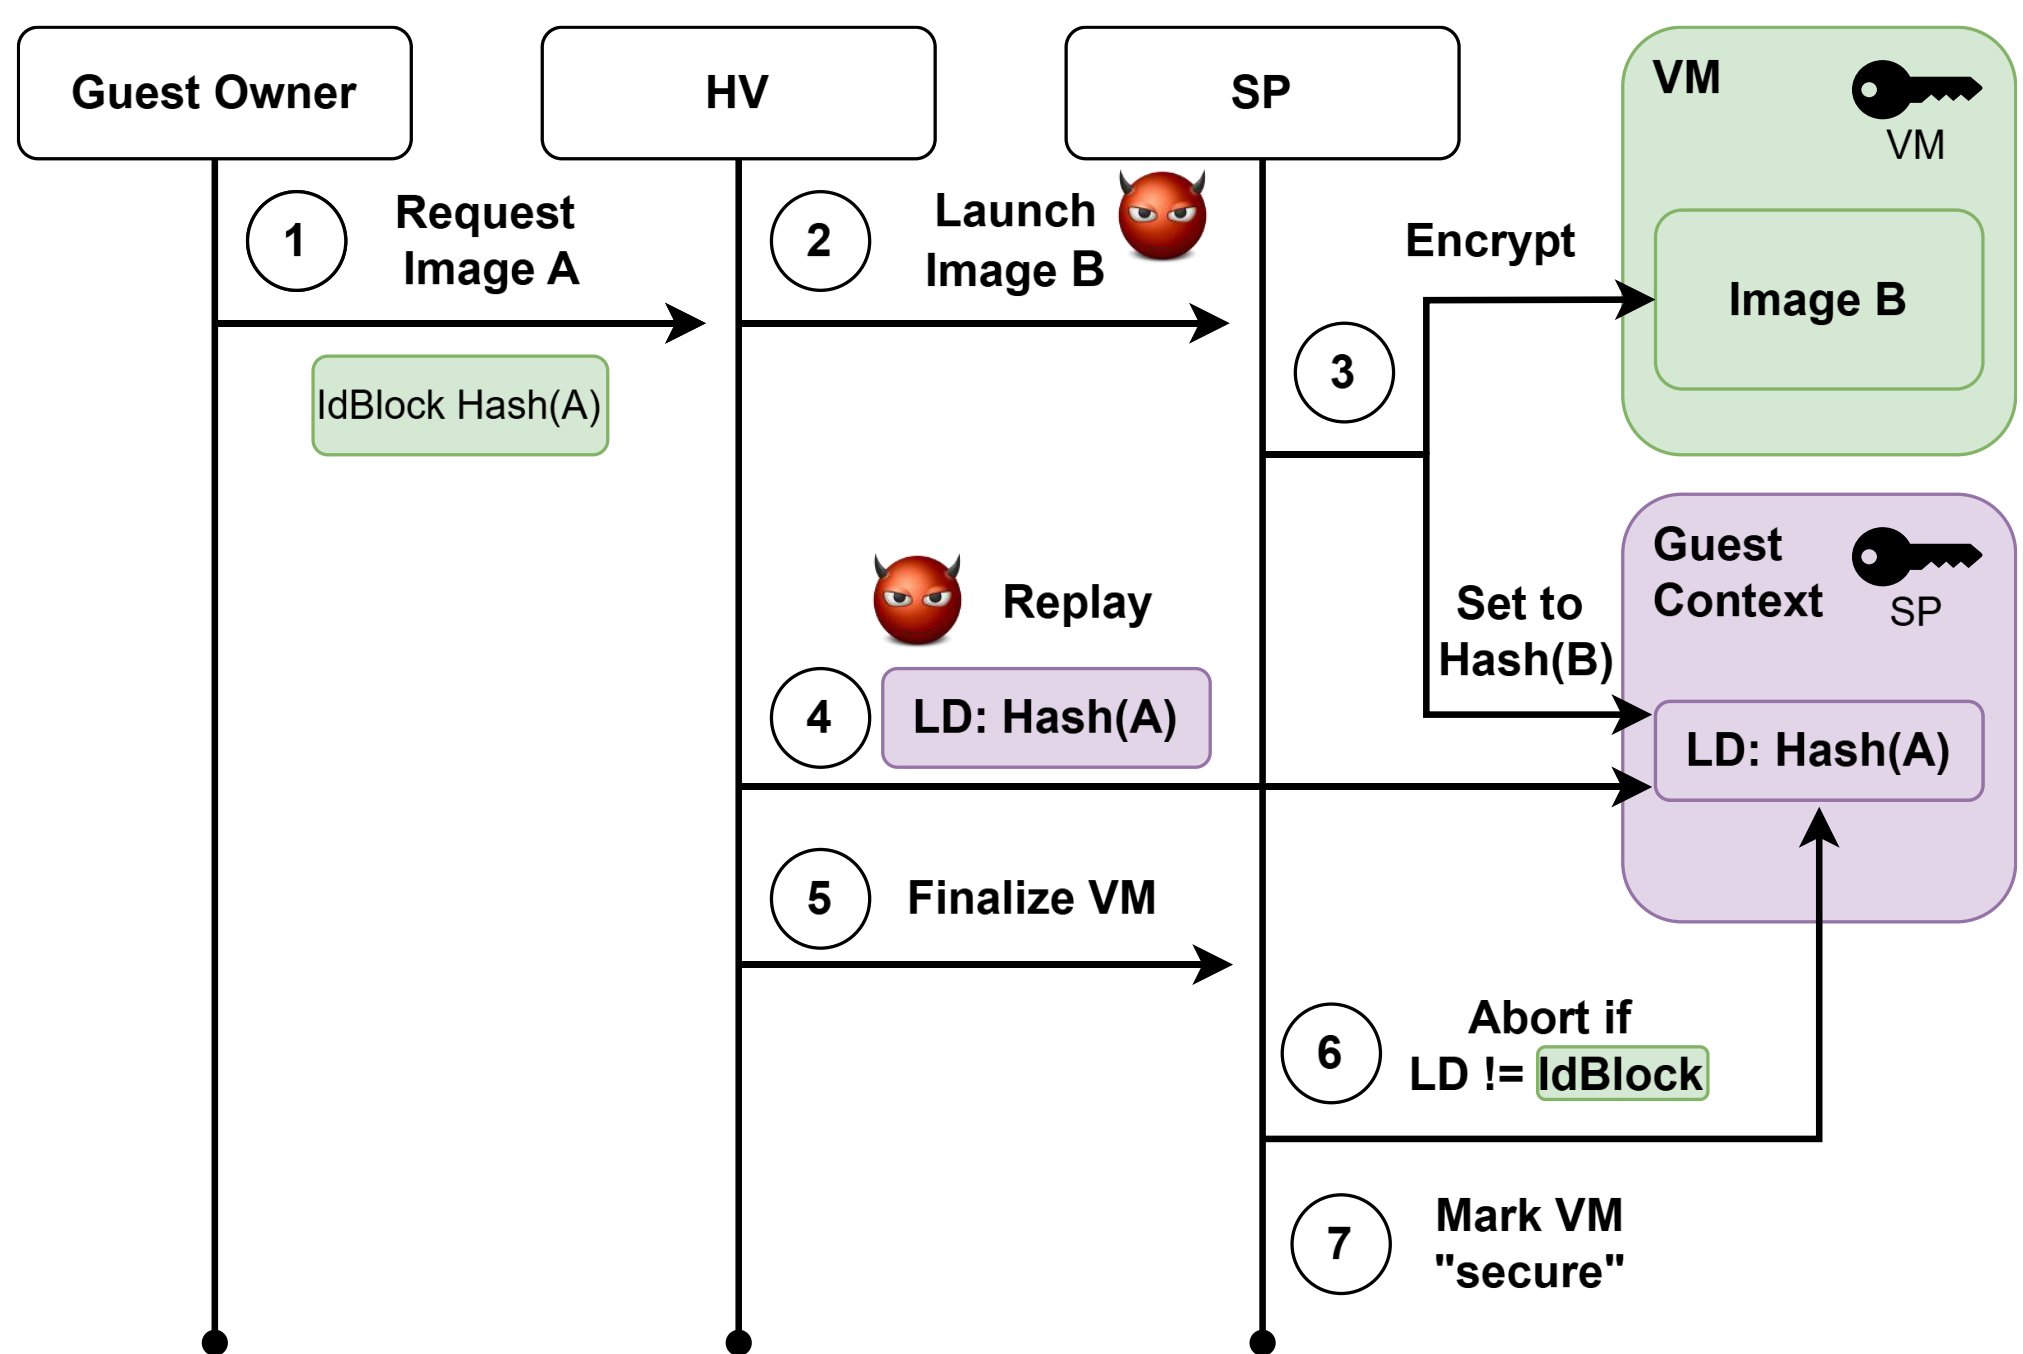 Guest Owner
HV
SP
VM
VM
1
Request
Image A
IdBlock Hash(A)
2
Launch
Image B
3
Encrypt
Image B
Set to
Hash(B)
Guest
Context
SP
LD: Hash(A)
Replay
4
LD: Hash(A)
5
Finalize VM
6
Abort if
LD != IdBlock
7
Mark VM
"secure"